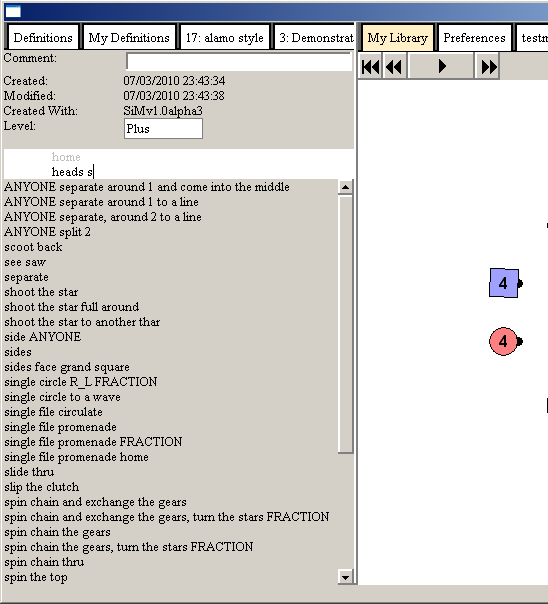 Definitions
My Definitions
17: alamo style
3: Demonstrat
My Library
Preferences
testm
Comment:
Created: 07/03/2010 23:43:34
Modified: 07/03/2010 23:43:38
Created With: SiMv1.0alpha3
Level: Plus
home
heads s
ANYONE separate around 1 and come into the middle
ANYONE separate around 1 to a line
ANYONE separate, around 2 to a line
ANYONE split 2
scoot back
see saw
separate
shoot the star
shoot the star full around
shoot the star to another thar
side ANYONE
sides
sides face grand square
single circle R_L FRACTION
single circle to a wave
single file circulate
single file promenade
single file promenade FRACTION
single file promenade home
slide thru
slip the clutch
spin chain and exchange the gears
spin chain and exchange the gears, turn the stars FRACTION
spin chain the gears
spin chain the gears, turn the stars FRACTION
spin chain thru
spin the top
4
4